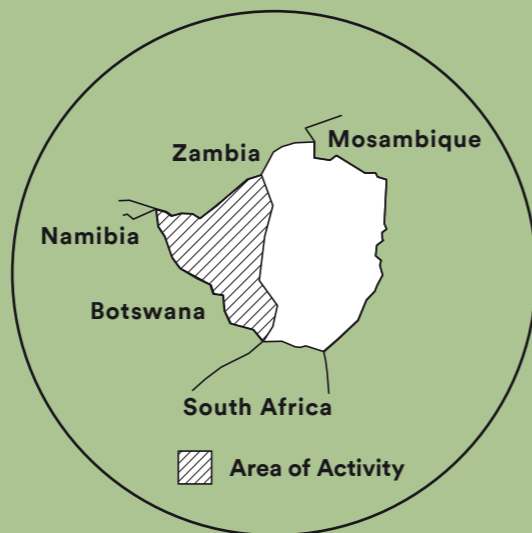 Mosambique
Zambia
Namibia
Botswana
South Africa
Area of Activity